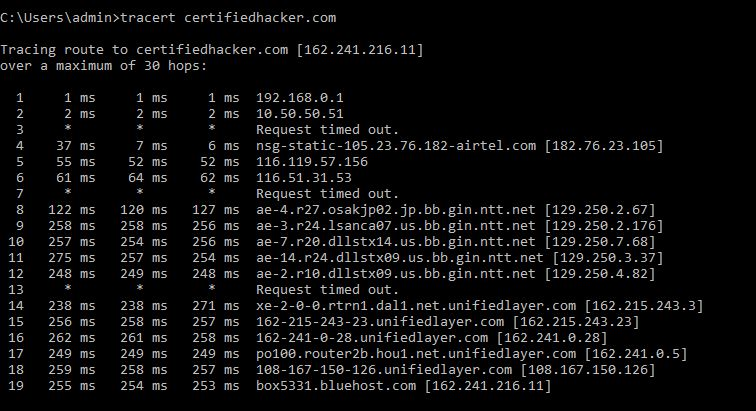 C:\Users\admin>tracert certifiedhacker.com
Tracing route to certifiedhacker.com [162.241.216.11]
over a maximum of 30 hops:
1 1 ms 1 ms 1 ms 192.168.0.1
2 2 ms 2 ms 2 ms 10.50.50.51
3 * * * Request timed out.
4 37 ms 7 ms 6 ms nsg-static-105.23.76.182-airtel.com [182.76.23.105]
5 55 ms 52 ms 52 ms 116.119.57.156
6 61 ms 64 ms 62 ms 116.51.31.53
7 * * * Request timed out.
8 122 ms 120 ms 127 ms ae-4.r27.osakjp02.jp.bb.gin.ntt.net [129.250.2.67]
9 258 ms 258 ms 256 ms ae-3.r24.lsanca07.us.bb.gin.ntt.net [129.250.2.176]
10 257 ms 254 ms 256 ms ae-7.r20.dllstx14.us.bb.gin.ntt.net [129.250.7.68]
11 275 ms 257 ms 254 ms ae-14.r24.dllstx09.us.bb.gin.ntt.net [129.250.3.37]
12 248 ms 249 ms 248 ms ae-2.r10.dllstx09.us.bb.gin.ntt.net [129.250.4.82]
13 * * * Request timed out.
14 238 ms 238 ms 271 ms xe-2-0-0.rtrn1.dal1.net.unifiedlayer.com [162.215.243.3]
15 256 ms 258 ms 257 ms 162-215-243-23.unifiedlayer.com [162.215.243.23]
16 262 ms 261 ms 258 ms 162-241-0-28.unifiedlayer.com [162.241.0.28]
17 249 ms 249 ms 249 ms po100.router2b.hou1.net.unifiedlayer.com [162.241.0.5]
18 259 ms 258 ms 257 ms 108-167-150-126.unifiedlayer.com [108.167.150.126]
19 255 ms 254 ms 253 ms box5331.bluehost.com [162.241.216.11]